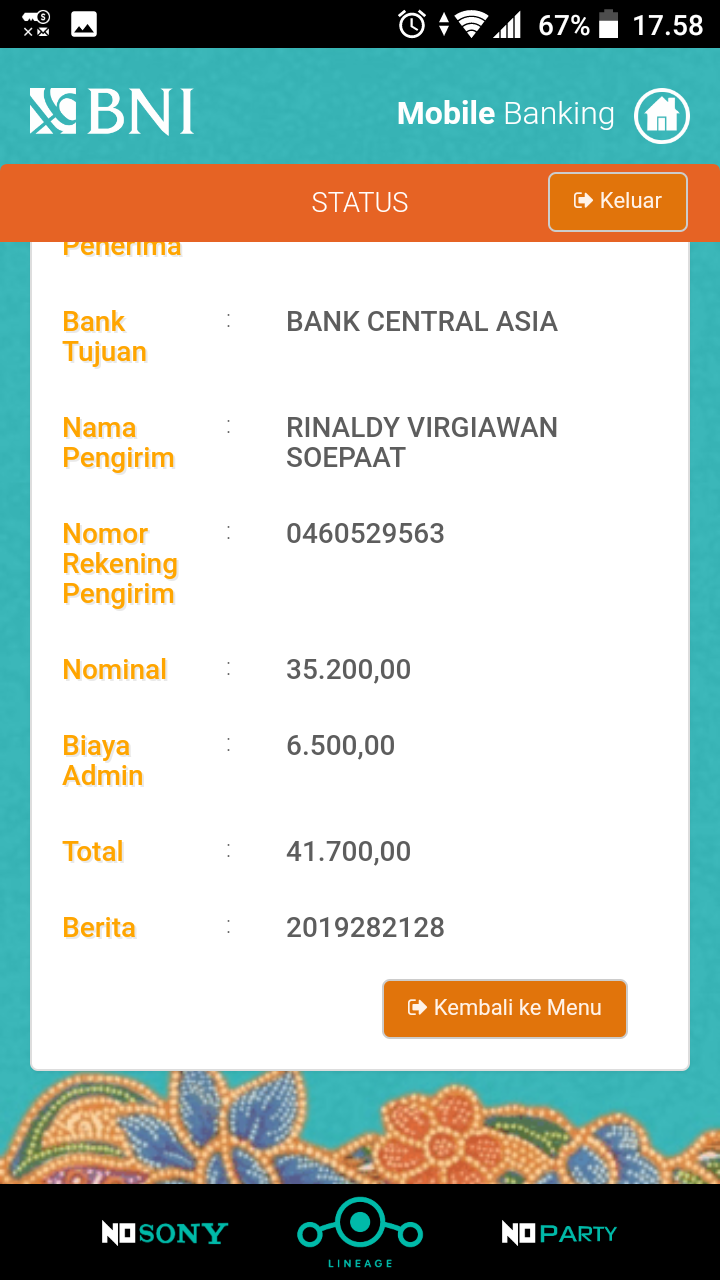 67% 17.58
BNI Mobile Banking
STATUS Keluar
Penerima
Bank Tujuan : BANK CENTRAL ASIA
Nama Pengirim : RINALDY VIRGIAWAN SOEPAAT
Nomor Rekening Pengirim : 0460529563
Nominal : 35.200,00
Biaya Admin : 6.500,00
Total : 41.700,00
Berita : 2019282128
Kembali ke Menu
NO SONY LINEAGE NO PARTY